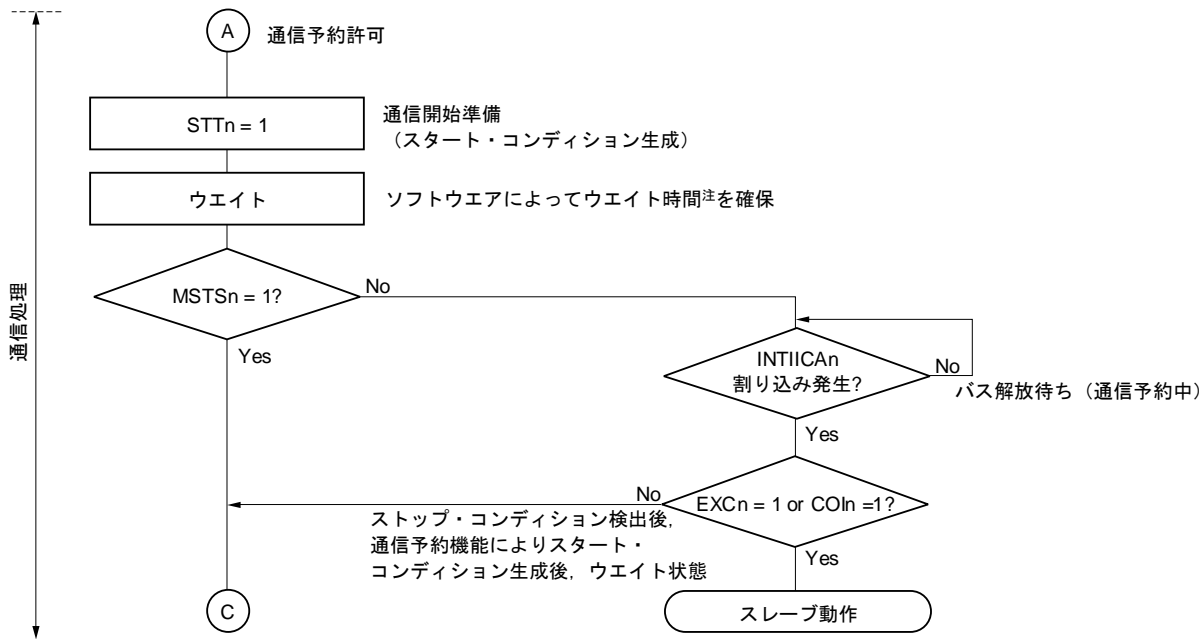 A
通信予約許可
STTn = 1
通信開始準備
（スタート・コンディション生成）
ウエイト
ソフトウエアによってウエイト時間注を確保
MSTSn = 1?
No
Yes
通信処理
INTIICAn
割り込み発生?
No
バス解放待ち（通信予約中）
Yes
EXCn = 1 or COIn =1?
No
ストップ・コンディション検出後，
通信予約機能によりスタート・
コンディション生成後，ウエイト状態
Yes
C
スレーブ動作